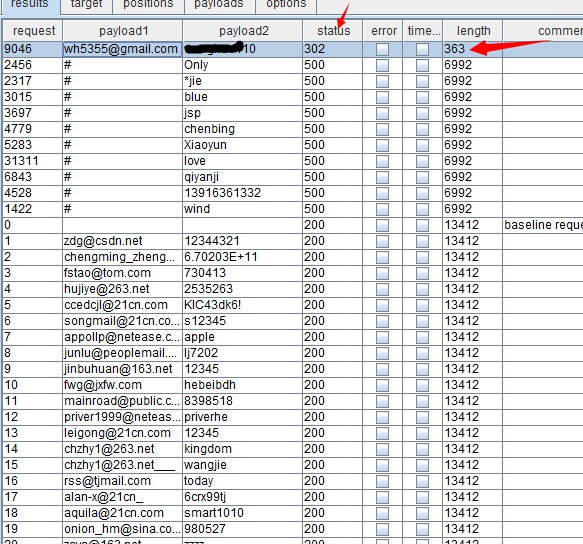 results target positions payloads options
request payload1 payload2 status error time... length comme
9046 wh5355@gmail.com 10 302 363
2456 # Only 500 6992
2317 # *jie 500 6992
3015 # blue 500 6992
3697 # jsp 500 6992
4779 # chenbing 500 6992
5283 # Xiaoyun 500 6992
31311 # love 500 6992
6843 # qiyanji 500 6992
4528 # 13916361332 500 6992
1422 # wind 500 6992
0 200 13412 baseline reque
1 zdg@csdn.net 12344321 200 13412
2 chengming_zheng... 6.70203E+11 200 13412
3 fstao@tom.com 730413 200 13412
4 hujiye@263.net 2535263 200 13412
5 ccedcjl@21cn.com KIC43dk6! 200 13412
6 songmail@21cn.co... s12345 200 13412
7 appollp@netease.c... apple 200 13412
8 junlu@peoplemail.... lj7202 200 13412
9 jinbuhuan@163.net 12345 200 13412
10 fwg@jxfw.com hebeibdh 200 13412
11 mainroad@public.c... 8398518 200 13412
12 priver1999@neteas... priverhe 200 13412
13 leigong@21cn.com 12345 200 13412
14 chzhy1@263.net kingdom 200 13412
15 chzhy1@263.net___ wangjie 200 13412
16 rss@tjmail.com today 200 13412
17 alan-x@21cn_ 6crx99tj 200 13412
18 aquila@21cn.com smart1010 200 13412
19 onion_hm@sina.co... 980527 200 13412